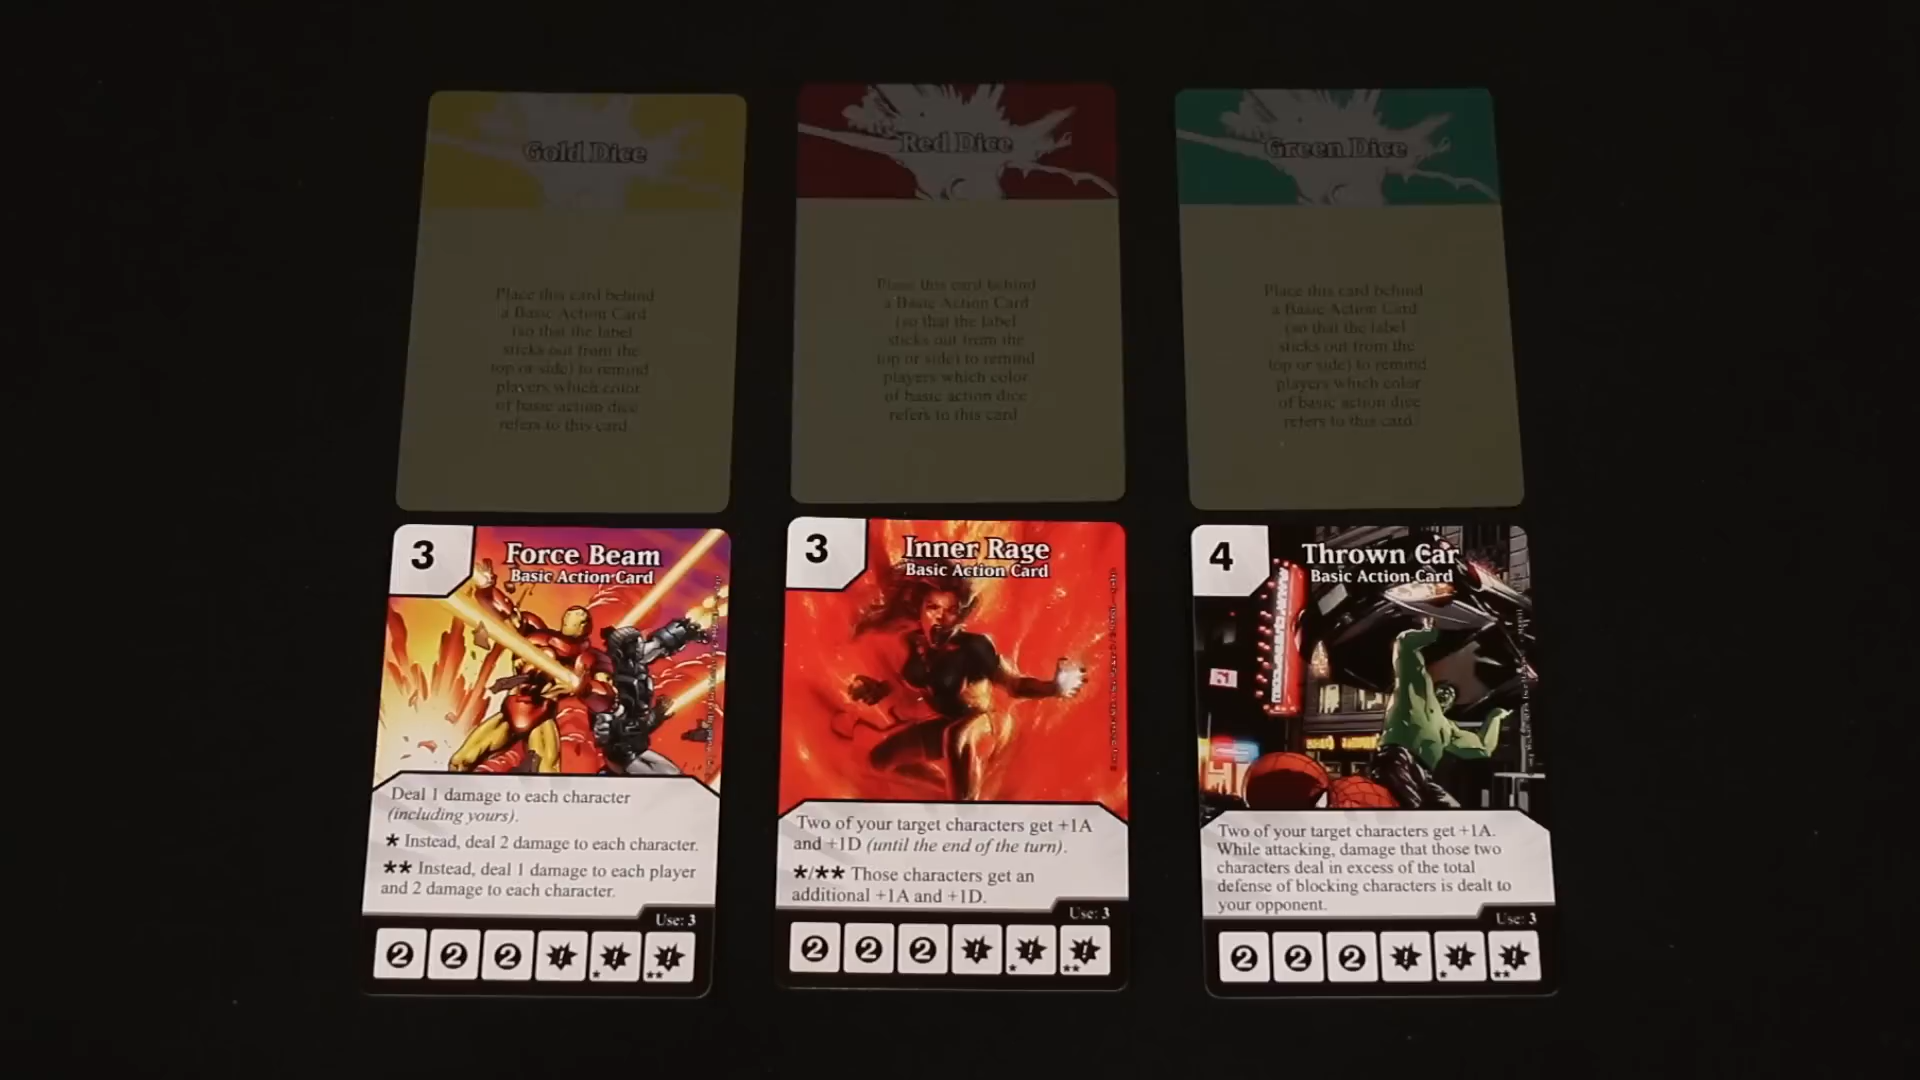 Gold Dice
Place this card behind
a Basic Action Card
(so that the label
sticks out from the
top or side) to remind
players which color
of basic action dice
refers to this card.
Red Dice
Place this card behind
a Basic Action Card
(so that the label
sticks out from the
top or side) to remind
players which color
of basic action dice
refers to this card.
Green Dice
Place this card behind
a Basic Action Card
(so that the label
sticks out from the
top or side) to remind
players which color
of basic action dice
refers to this card.
3
Force Beam
Basic Action Card
Deal 1 damage to each character
(including yours).
* Instead, deal 2 damage to each character.
** Instead, deal 1 damage to each player
and 2 damage to each character.
Use: 3
2 2 2 ! !* !**
3
Inner Rage
Basic Action Card
Two of your target characters get +1A
and +1D (until the end of the turn).
*/** Those characters get an
additional +1A and +1D.
Use: 3
2 2 2 ! !* !**
4
Thrown Car
Basic Action Card
Two of your target characters get +1A.
While attacking, damage that those two
characters deal in excess of the total
defense of blocking characters is dealt to
your opponent.
Use: 3
2 2 2 ! !* !**